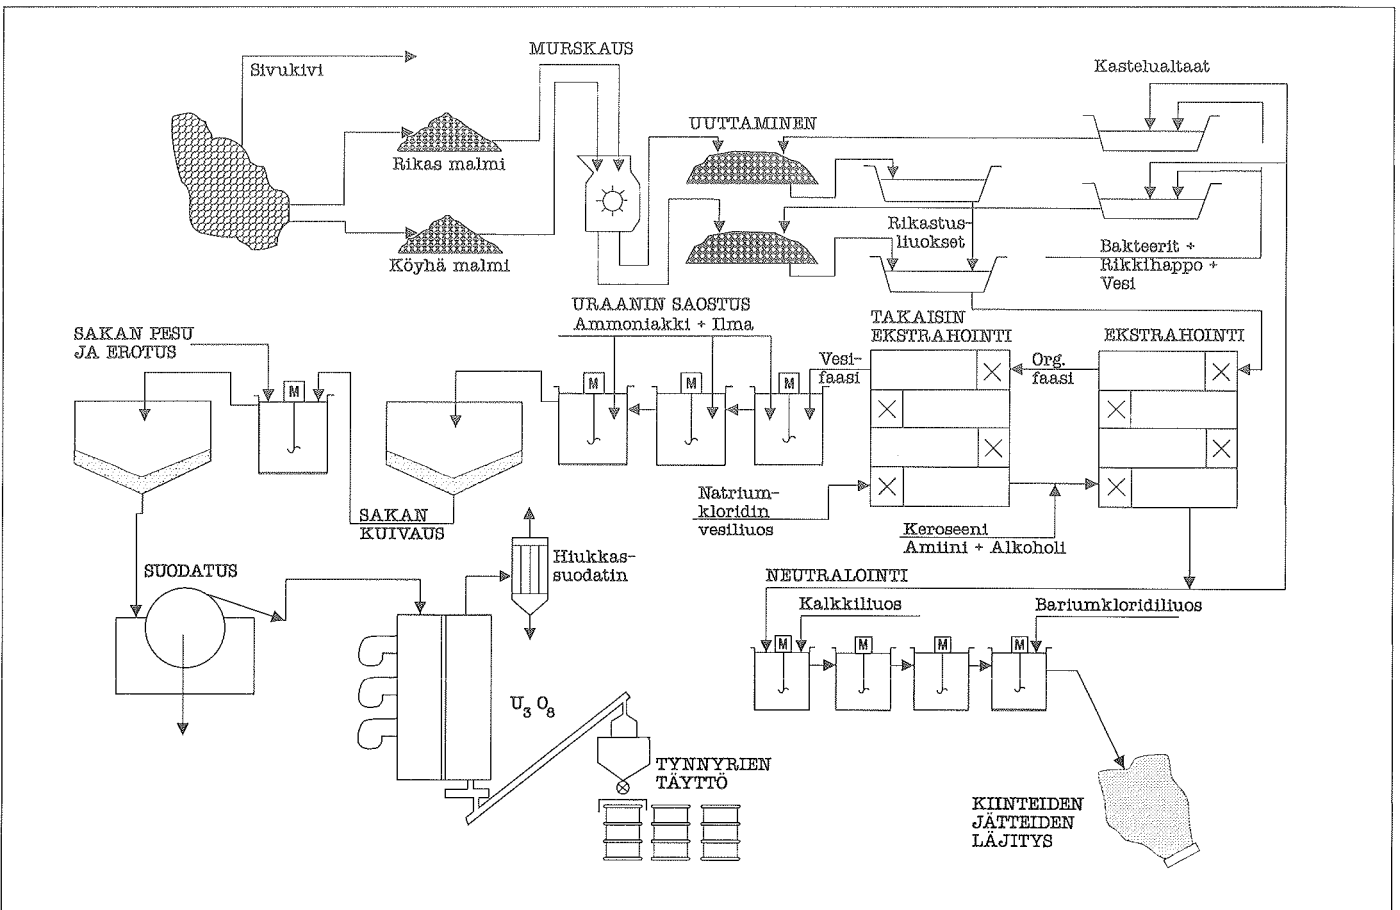 MURSKAUS
Sivukivi
Kastelualtaat
UUTTAMINEN
Rikas malmi
Köyhä malmi
Rikastus-
liuokset
Bakteerit +
Rikkihappo +
Vesi
URAANIN SAOSTUS
Ammoniakki + Ilma
TAKAISIN
EKSTRAHOINTI
EKSTRAHOINTI
SAKAN PESU
JA EROTUS
Vesi-
faasi
Org.
faasi
M
M
M
M
Natrium-
kloridin
vesiliuos
SAKAN
KUIVAUS
Keroseeni
Amiini + Alkoholi
Hiukkas-
suodatin
SUODATUS
NEUTRALOINTI
Kalkkiliuos
Bariumkloridiliuos
M
M
M
M
U3 O8
TYNNYRIEN
TÄYTTÖ
KIINTEIDEN
JÄTTEIDEN
LÄJITYS